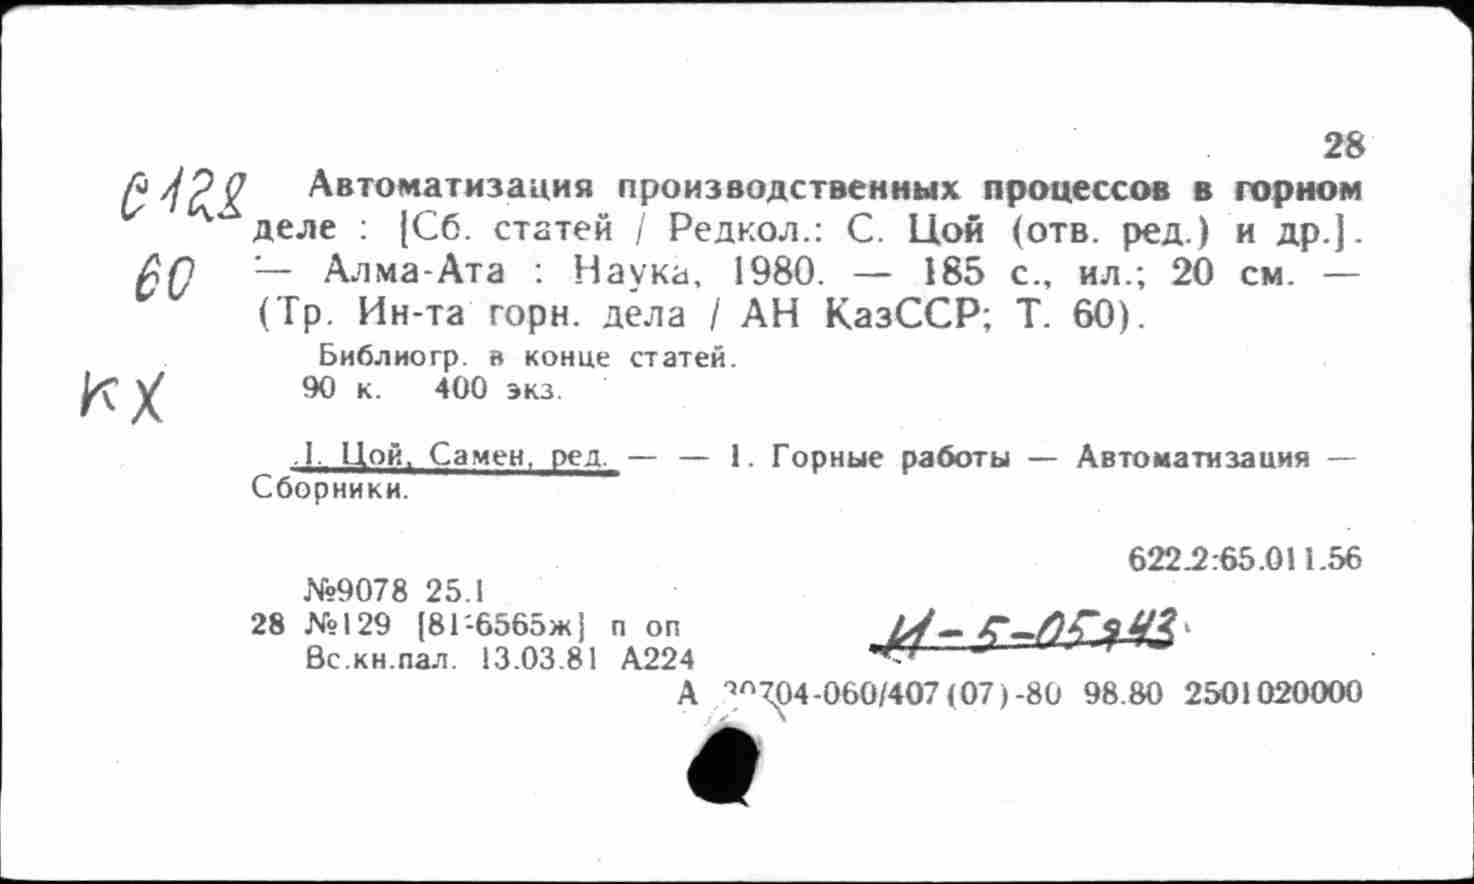 28
С128 Автоматизация производственных процессов в горном
деле : [Сб. статей / Редкол.: С. Цой (отв. ред.) и др.].
60 — Алма-Ата : Наука, 1980. — 185 с., ил.; 20 см. —
(Тр. Ин-та горн. дела / АН КазССР; Т. 60).
Библиогр. в конце статей.
КХ 90 к. 400 экз.
I. Цой, Самен, ред. — — 1. Горные работы — Автоматизация —
Сборники.
622.2:65.011.56
№9078 25.1
28 №129 [81-6565ж] п оп
И-5-05943
Вс.кн.пал. 13.03.81 А224
А 04-060/407(07)-80 98.80 2501020000